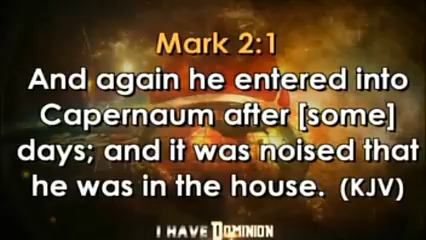 Mark 2:1
And again he entered into
Capernaum after [some]
days; and it was noised that
he was in the house. (KJV)
I HAVE DOMINION